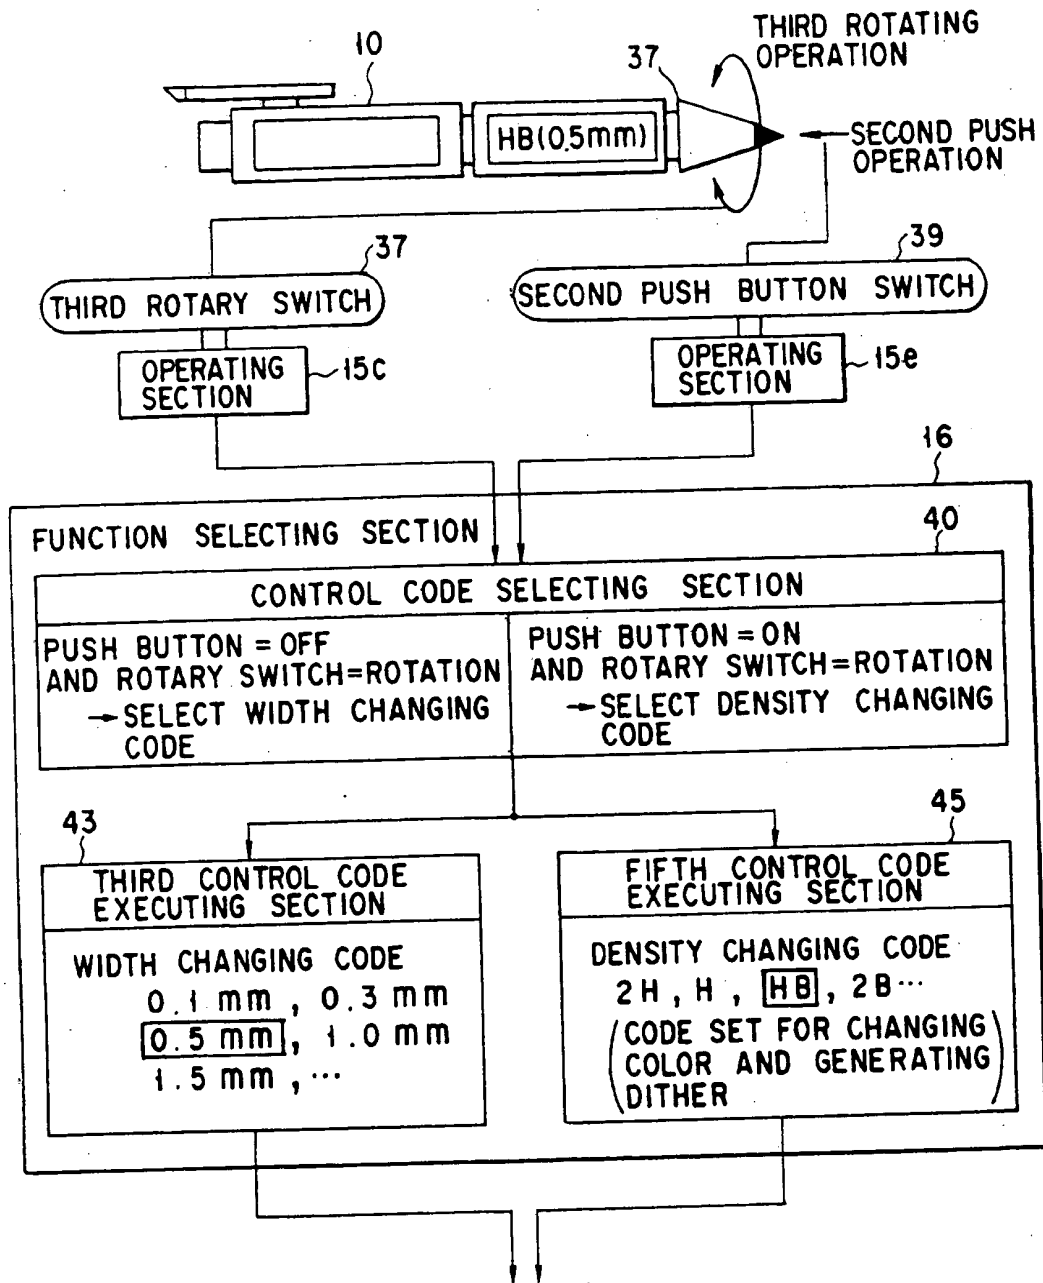 THIRD ROTATING
OPERATION
10
37
HB(0.5mm)
SECOND PUSH
OPERATION
37
39
THIRD ROTARY SWITCH
SECOND PUSH BUTTON SWITCH
OPERATING
SECTION
15c
OPERATING
SECTION
15e
16
FUNCTION SELECTING SECTION
40
CONTROL CODE SELECTING SECTION
PUSH BUTTON = OFF
AND ROTARY SWITCH=ROTATION
→ SELECT WIDTH CHANGING
CODE
PUSH BUTTON = ON
AND ROTARY SWITCH=ROTATION
→ SELECT DENSITY CHANGING
CODE
43
45
THIRD CONTROL CODE
EXECUTING SECTION
WIDTH CHANGING CODE
0.1 mm , 0.3 mm
0.5 mm , 1.0 mm
1.5 mm , ...
FIFTH CONTROL CODE
EXECUTING SECTION
DENSITY CHANGING CODE
2H , H , HB , 2B ...
(CODE SET FOR CHANGING
COLOR AND GENERATING
DITHER)